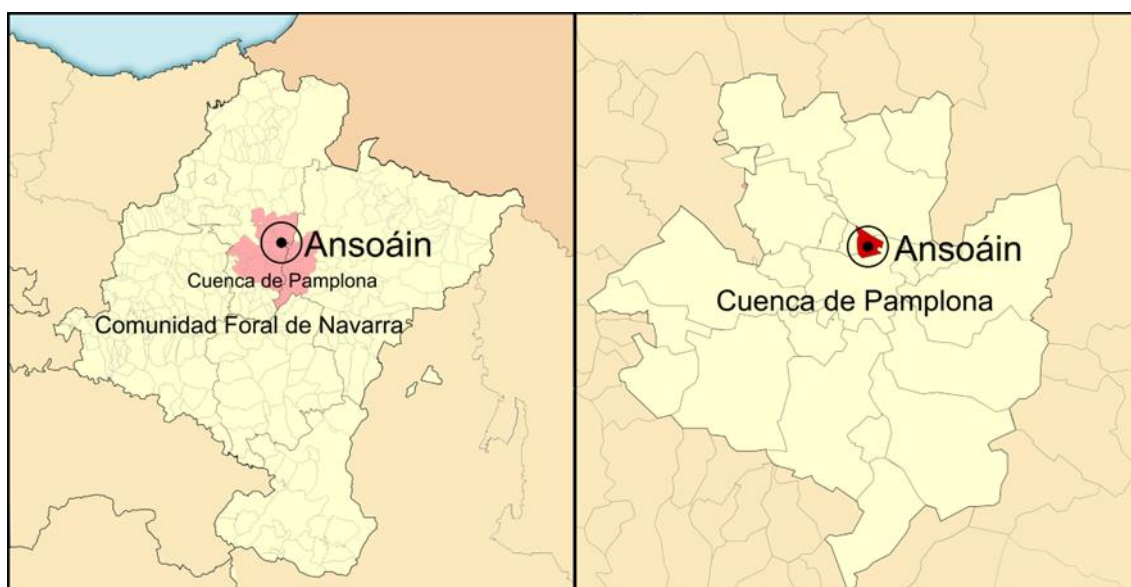 Ansoáin
Cuenca de Pamplona
Comunidad Foral de Navarra
Ansoáin
Cuenca de Pamplona